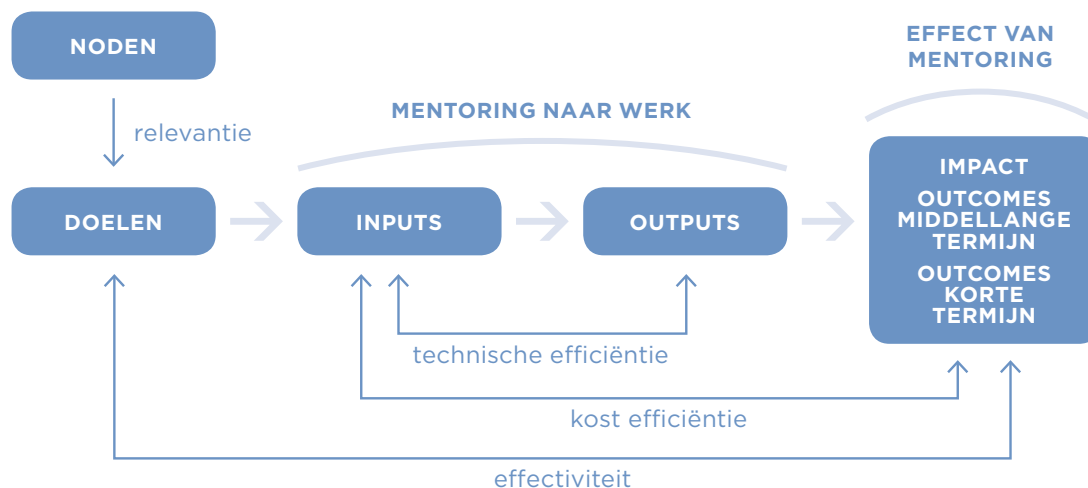 NODEN
EFFECT VAN
MENTORING
MENTORING NAAR WERK
relevantie
DOELEN
INPUTS
OUTPUTS
IMPACT
OUTCOMES
MIDDELLANGE
TERMIJN
OUTCOMES
KORTE
TERMIJN
technische efficiëntie
kost efficiëntie
effectiviteit